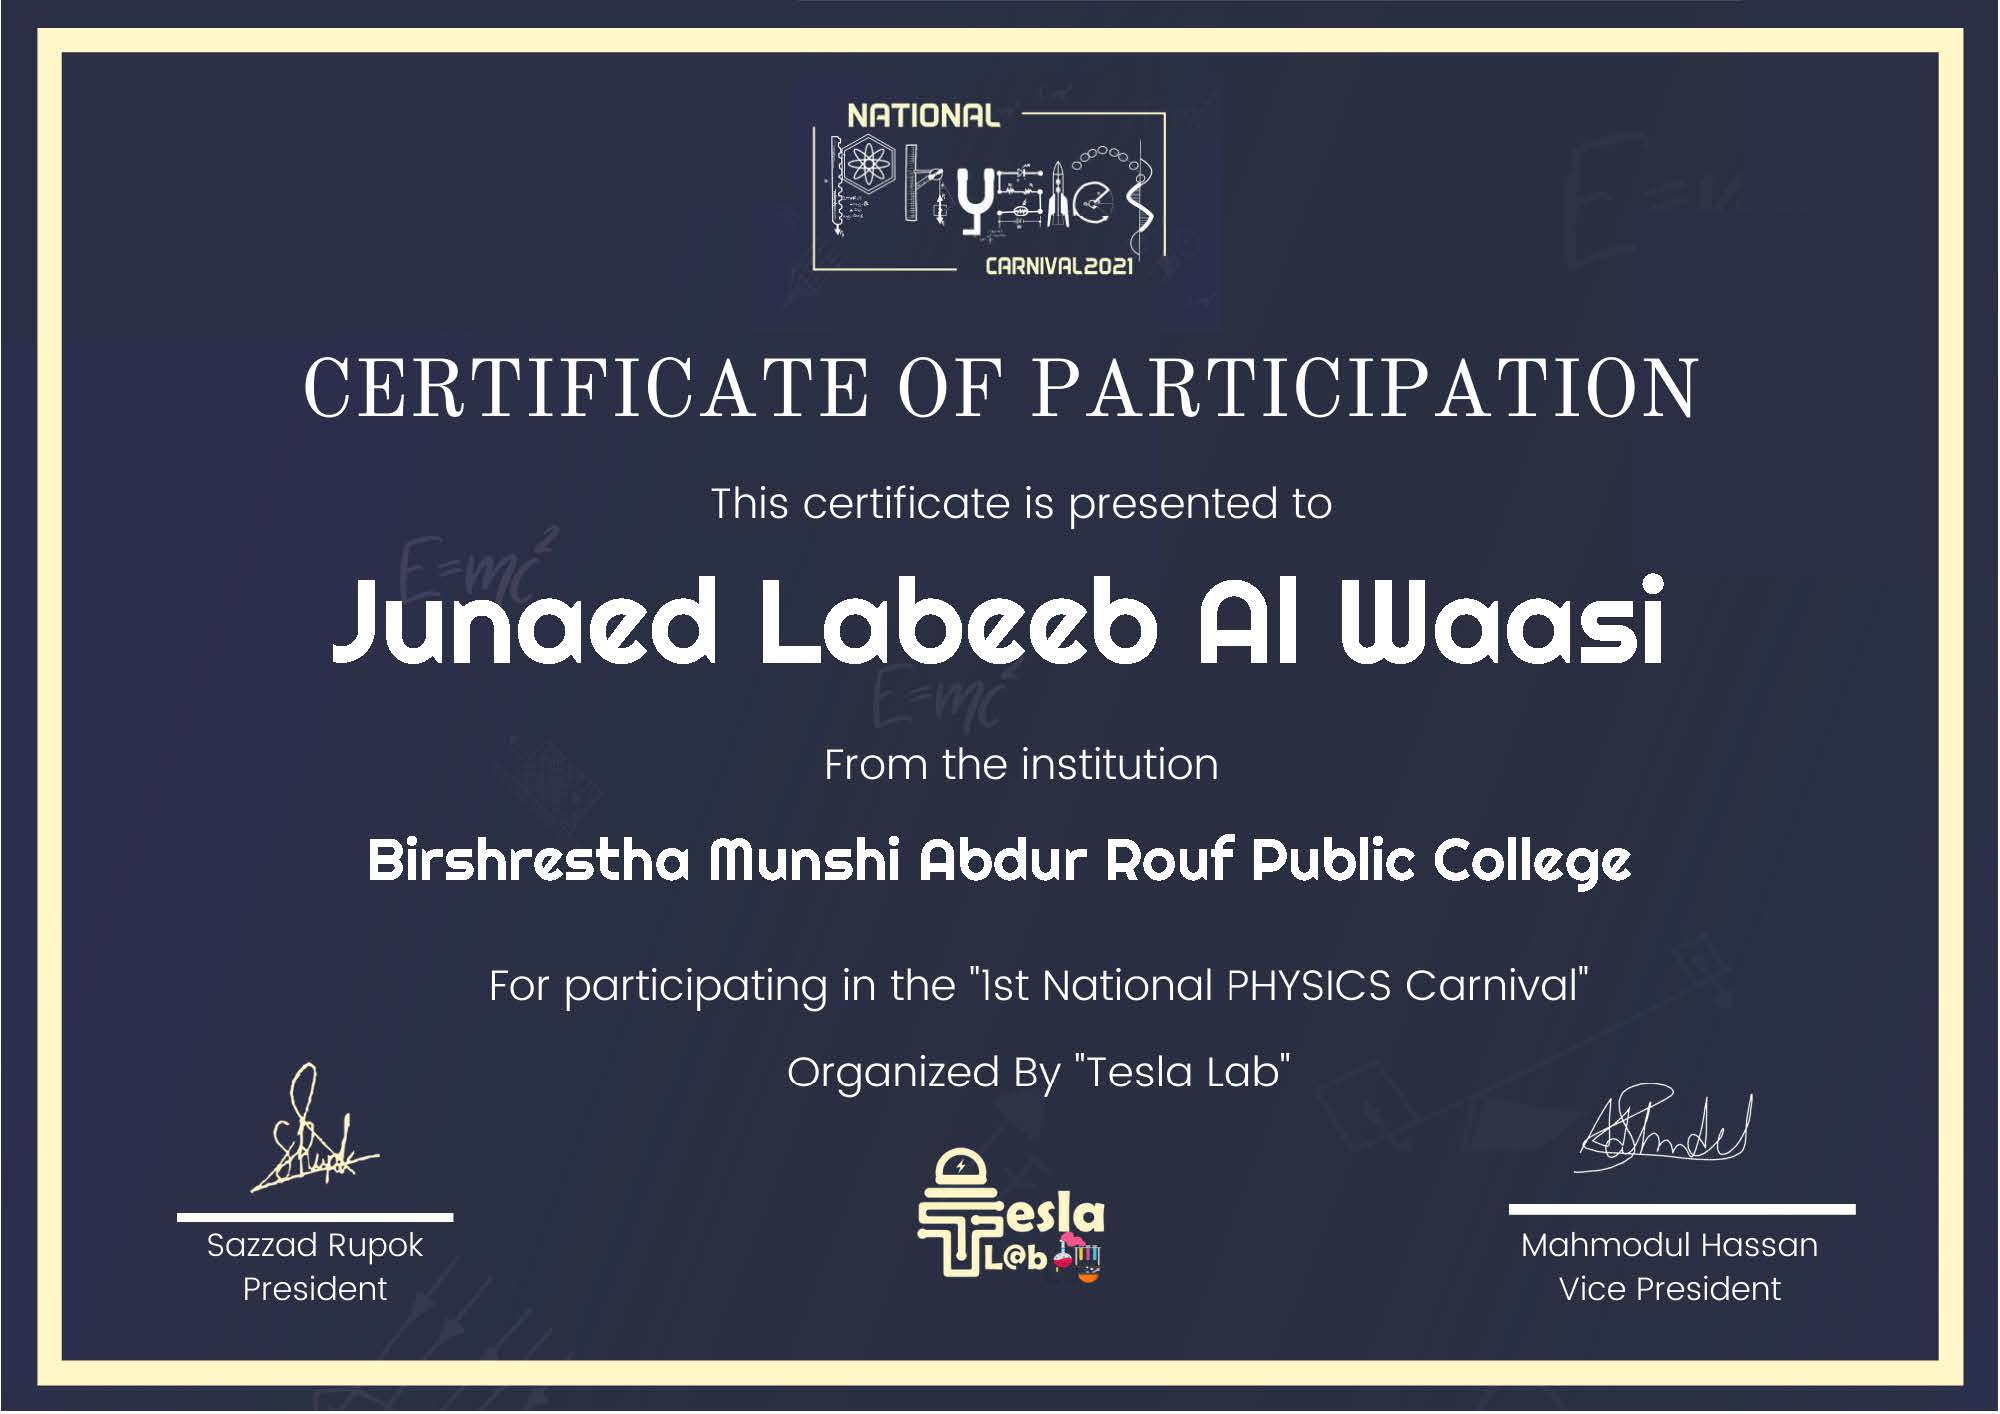 NATIONAL
Physics
CARNIVAL2021
CERTIFICATE OF PARTICIPATION
This certificate is presented to
E=mc²
Junaed Labeeb Al Waasi
E=mc²
From the institution
Birshrestha Munshi Abdur Rouf Public College
For participating in the "1st National PHYSICS Carnival"
Organized By "Tesla Lab"
Tesla
L@b
Sazzad Rupok
President
Mahmodul Hassan
Vice President